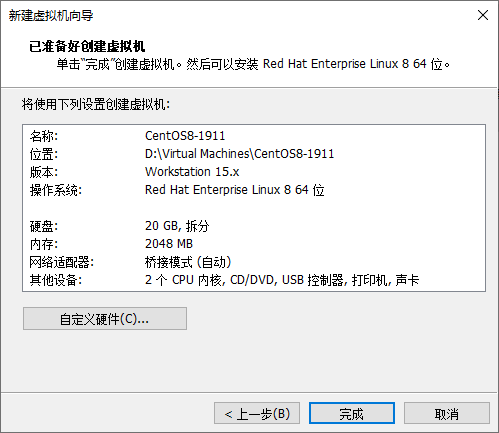 新建虚拟机向导
已准备好创建虚拟机
单击“完成”创建虚拟机。然后可以安装 Red Hat Enterprise Linux 8 64 位。
将使用下列设置创建虚拟机:
名称: CentOS8-1911
位置: D:\Virtual Machines\CentOS8-1911
版本: Workstation 15.x
操作系统: Red Hat Enterprise Linux 8 64 位
硬盘: 20 GB, 拆分
内存: 2048 MB
网络适配器: 桥接模式 (自动)
其他设备: 2 个 CPU 内核, CD/DVD, USB 控制器, 打印机, 声卡
自定义硬件(C)...
< 上一步(B) 完成 取消